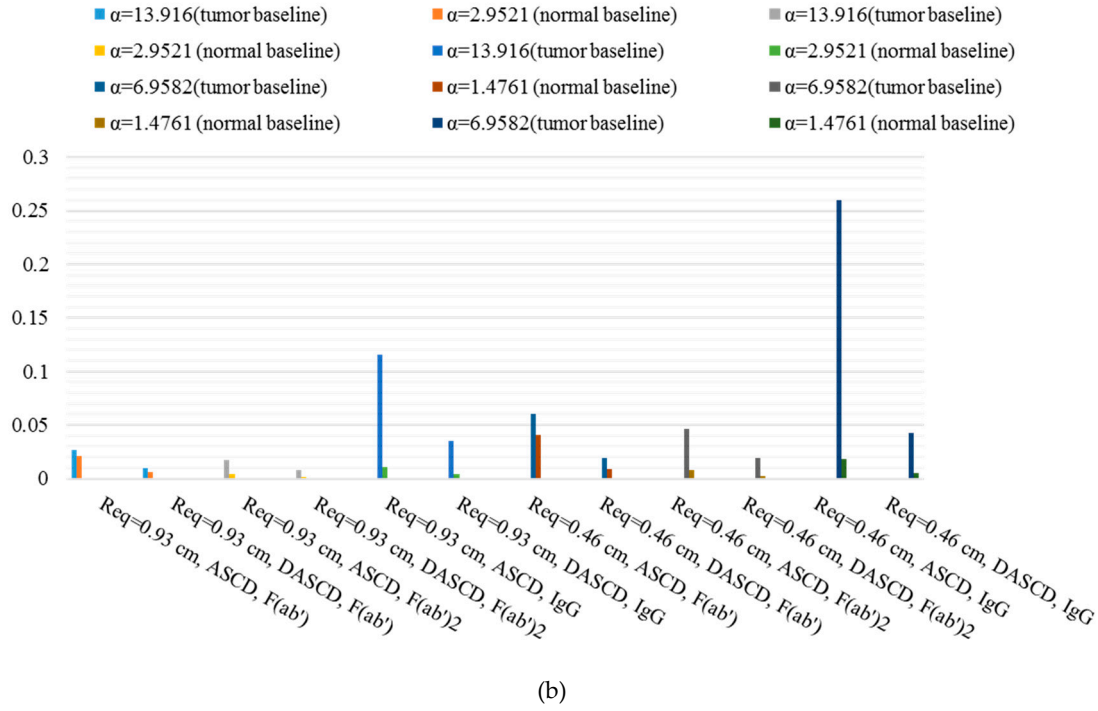 α=13.916(tumor baseline) α=2.9521 (normal baseline) α=13.916(tumor baseline)
α=2.9521 (normal baseline) α=13.916(tumor baseline) α=2.9521 (normal baseline)
α=6.9582(tumor baseline) α=1.4761 (normal baseline) α=6.9582(tumor baseline)
α=1.4761 (normal baseline) α=6.9582(tumor baseline) α=1.4761 (normal baseline)
0.3
0.25
0.2
0.15
0.1
0.05
0
Req=0.93 cm, ASCD, F(ab')
Req=0.93 cm, DASCD, F(ab')
Req=0.93 cm, ASCD, F(ab')2
Req=0.93 cm, DASCD, F(ab')2
Req=0.93 cm, ASCD, IgG
Req=0.93 cm, DASCD, IgG
Req=0.46 cm, ASCD, F(ab')
Req=0.46 cm, DASCD, F(ab')
Req=0.46 cm, ASCD, F(ab')2
Req=0.46 cm, DASCD, F(ab')2
Req=0.46 cm, ASCD, IgG
Req=0.46 cm, DASCD, IgG
(b)